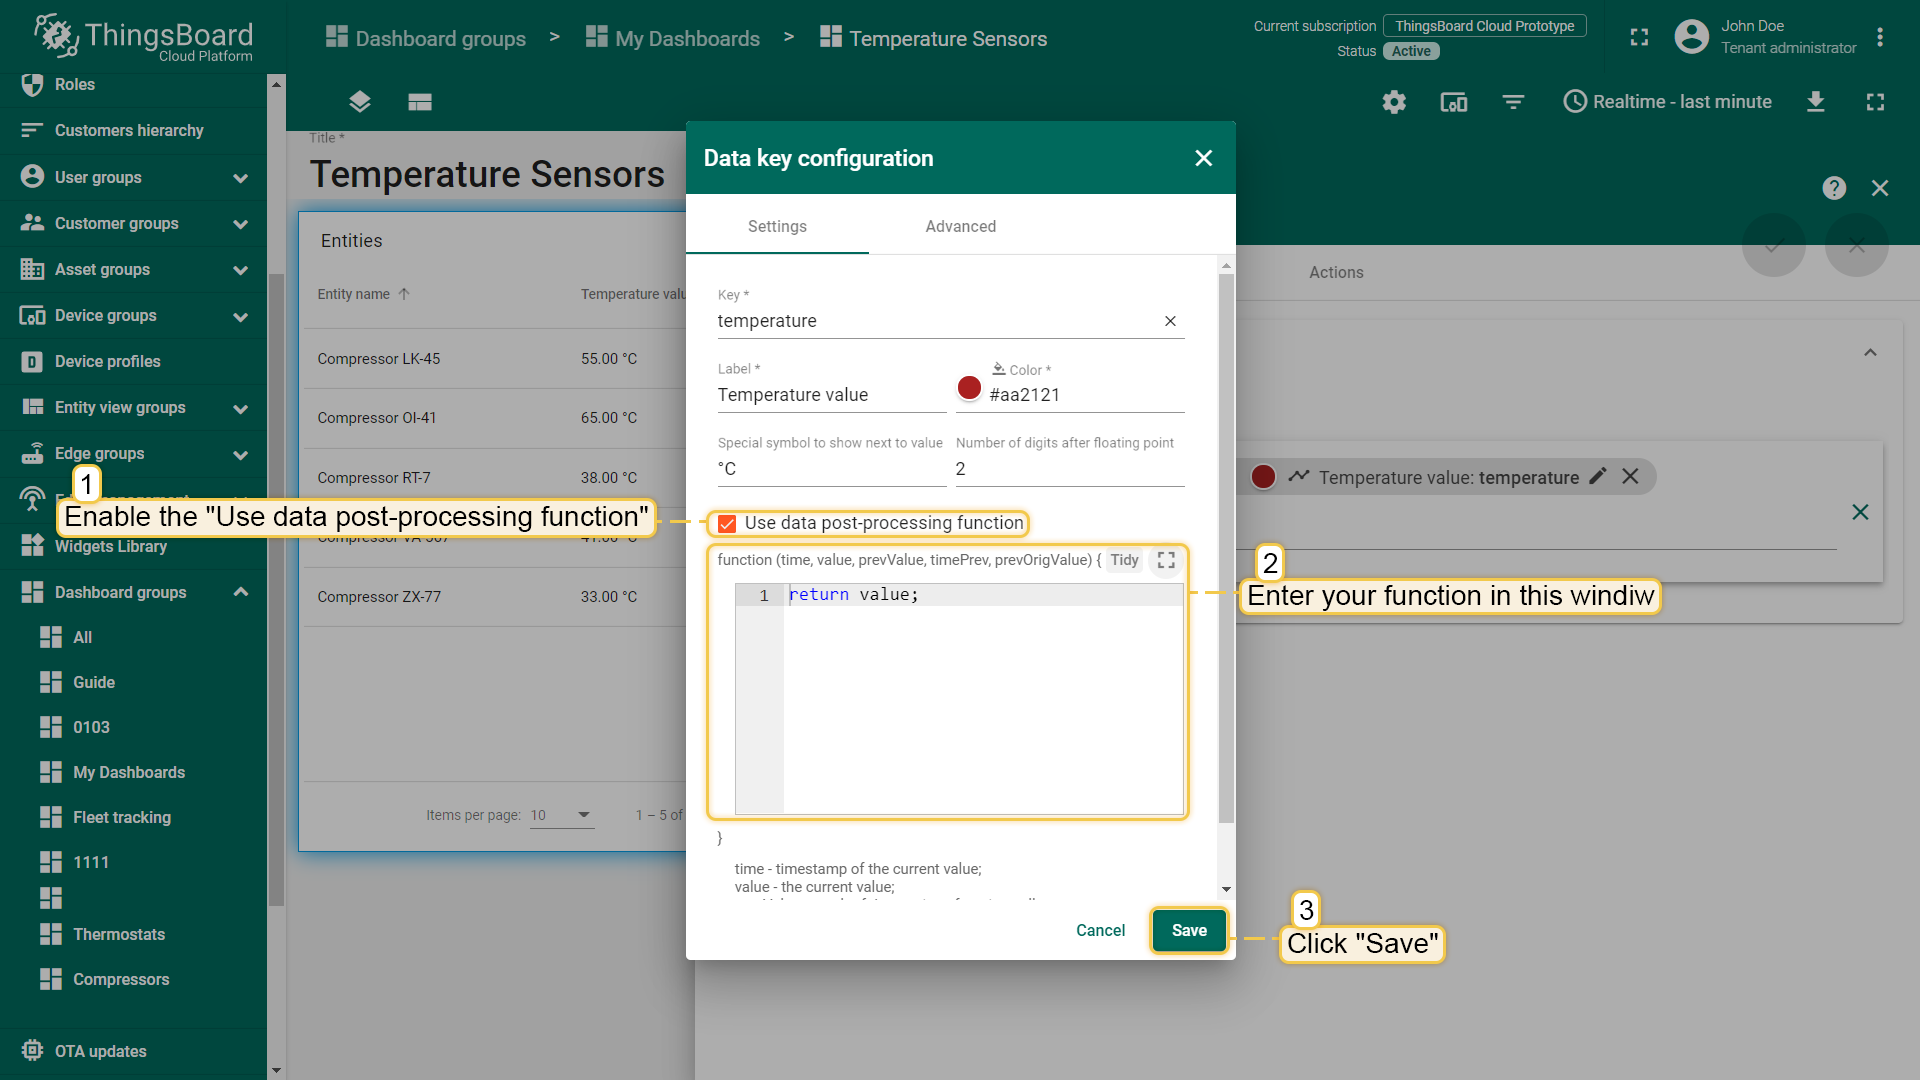 ThingsBoard
Cloud Platform
Dashboard groups > My Dashboards > Temperature Sensors
Current subscription ThingsBoard Cloud Prototype
Status Active
John Doe
Tenant administrator
Realtime - last minute
Roles
Customers hierarchy
User groups
Customer groups
Asset groups
Device groups
Device profiles
Entity view groups
Edge groups
Widgets Library
Dashboard groups
All
Guide
0103
My Dashboards
Fleet tracking
1111
Thermostats
Compressors
OTA updates
Title *
Temperature Sensors
Entities
Entity name Temperature valu
Compressor LK-45 55.00 °C
Compressor OI-41 65.00 °C
Compressor RT-7 38.00 °C
Compressor ZX-77 33.00 °C
Items per page: 10 1 – 5 of
Data key configuration
Settings Advanced
Key *
temperature
Label *
Temperature value
Color *
#aa2121
Special symbol to show next to value
°C
Number of digits after floating point
2
Use data post-processing function
function (time, value, prevValue, timePrev, prevOrigValue) { Tidy
1 return value;
}
time - timestamp of the current value;
value - the current value;
Cancel Save
Actions
Temperature value: temperature
1
Enable the "Use data post-processing function"
2
Enter your function in this windiw
3
Click "Save"